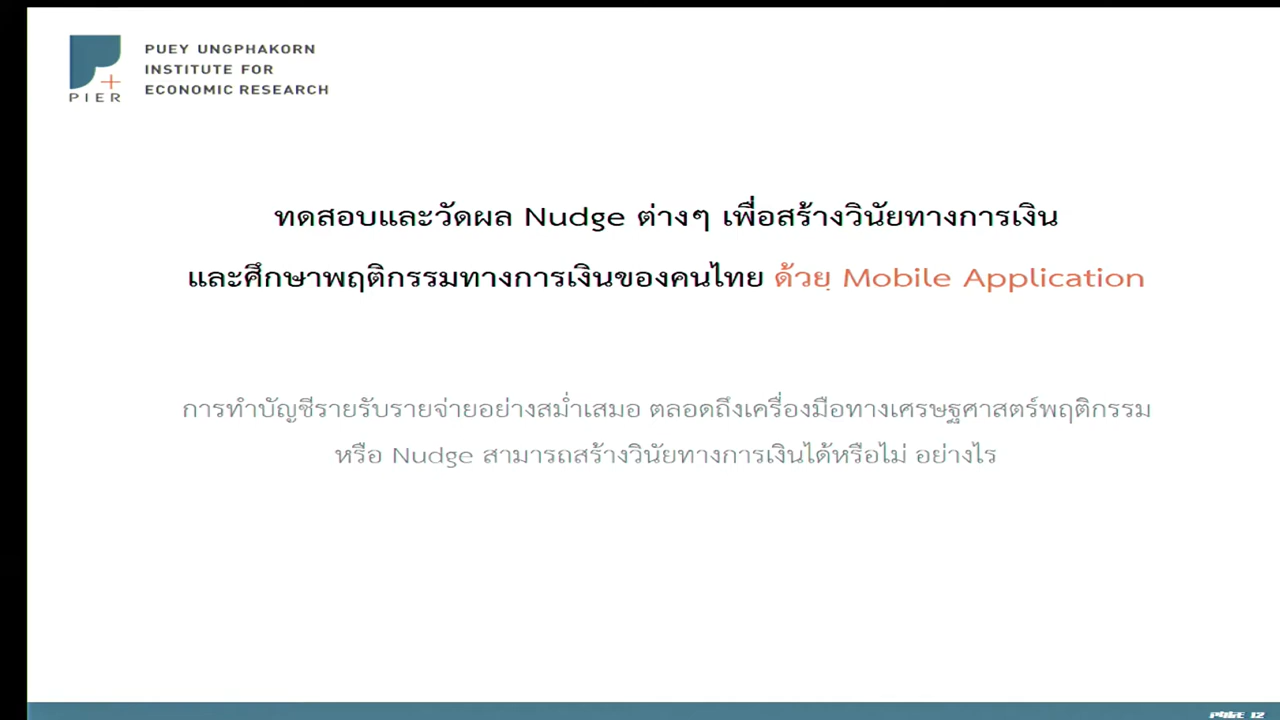 PUEY UNGPHAKORN
INSTITUTE FOR
ECONOMIC RESEARCH
PIER
ทดสอบและวัดผล Nudge ต่างๆ เพื่อสร้างวินัยทางการเงิน
และศึกษาพฤติกรรมทางการเงินของคนไทย ด้วยฺ Mobile Application
การทำบัญชีรายรับรายจ่ายอย่างสม่ำเสมอ ตลอดถึงเครื่องมือทางเศรษฐศาสตร์พฤติกรรม
หรือ Nudge สามารถสร้างวินัยทางการเงินได้หรือไม่ อย่างไร
PAGE 12